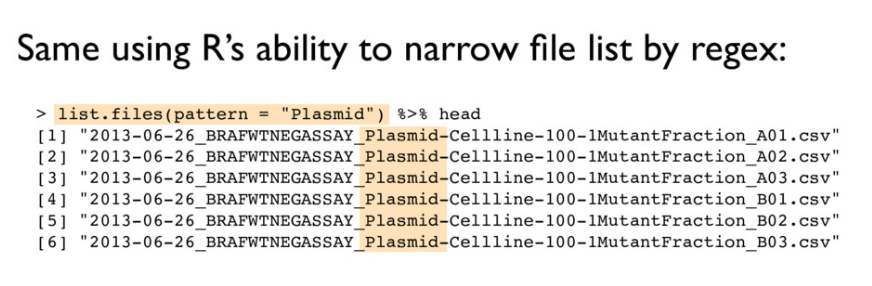 Same using R's ability to narrow file list by regex:
> list.files(pattern = "Plasmid") %>% head
[1] "2013-06-26_BRAFWTNEGASSAY_Plasmid-Cellline-100-1MutantFraction_A01.csv"
[2] "2013-06-26_BRAFWTNEGASSAY_Plasmid-Cellline-100-1MutantFraction_A02.csv"
[3] "2013-06-26_BRAFWTNEGASSAY_Plasmid-Cellline-100-1MutantFraction_A03.csv"
[4] "2013-06-26_BRAFWTNEGASSAY_Plasmid-Cellline-100-1MutantFraction_B01.csv"
[5] "2013-06-26_BRAFWTNEGASSAY_Plasmid-Cellline-100-1MutantFraction_B02.csv"
[6] "2013-06-26_BRAFWTNEGASSAY_Plasmid-Cellline-100-1MutantFraction_B03.csv"